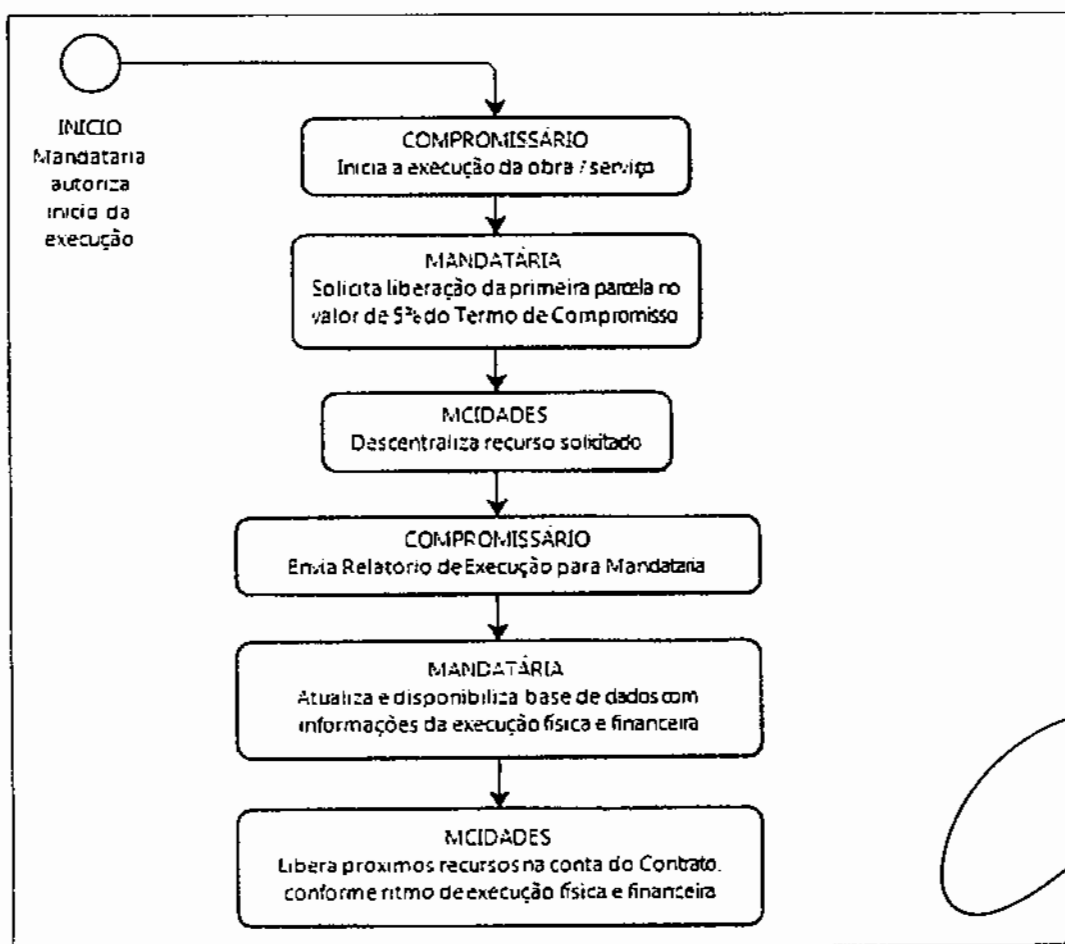 INICIO
Mandataria
autoriza
inicio da
execução
COMPROMISSÁRIO
Inicia a execução da obra / serviço
MANDATÁRIA
Solicita liberação da primeira parcela no
valor de 5% do Termo de Compromisso
MCIDADES
Descentraliza recurso solicitado
COMPROMISSÁRIO
Envia Relatorio de Execução para Mandataria
MANDATÁRIA
Atualiza e disponibiliza base de dados com
informações da execução física e financeira
MCIDADES
Libera proximos recursos na conta do Contrato,
conforme ritmo de execução física e financeira